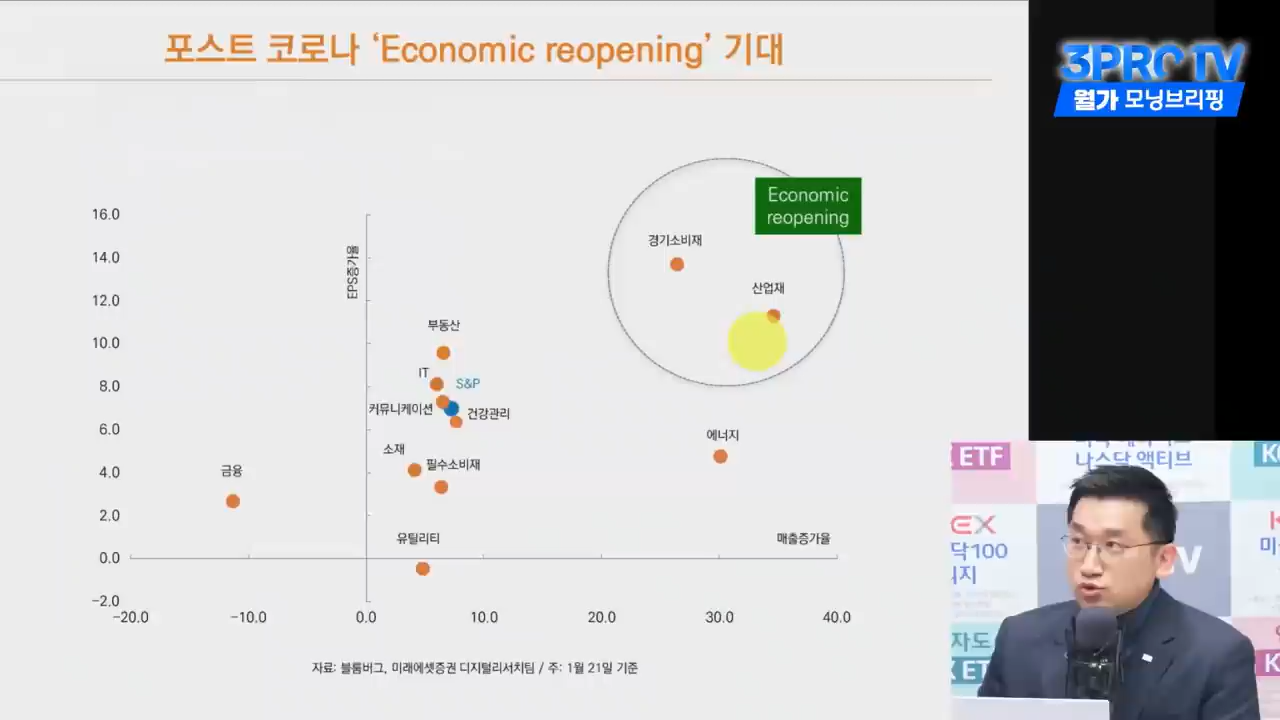 포스트 코로나 ‘Economic reopening’ 기대
3PRO TV
월가 모닝브리핑
Economic
reopening
16.0
14.0
12.0
10.0
8.0
6.0
4.0
2.0
0.0
−2.0
EPS증가율
경기소비재
산업재
부동산
IT
S&P
커뮤니케이션
건강관리
에너지
소재
필수소비재
금융
유틸리티
매출증가율
−20.0
−10.0
0.0
10.0
20.0
30.0
40.0
자료: 블룸버그, 미래에셋증권 디지털리서치팀 / 주: 1월 21일 기준
ETF
나스닥 액티브
EX
닥100
TV
자도
ET